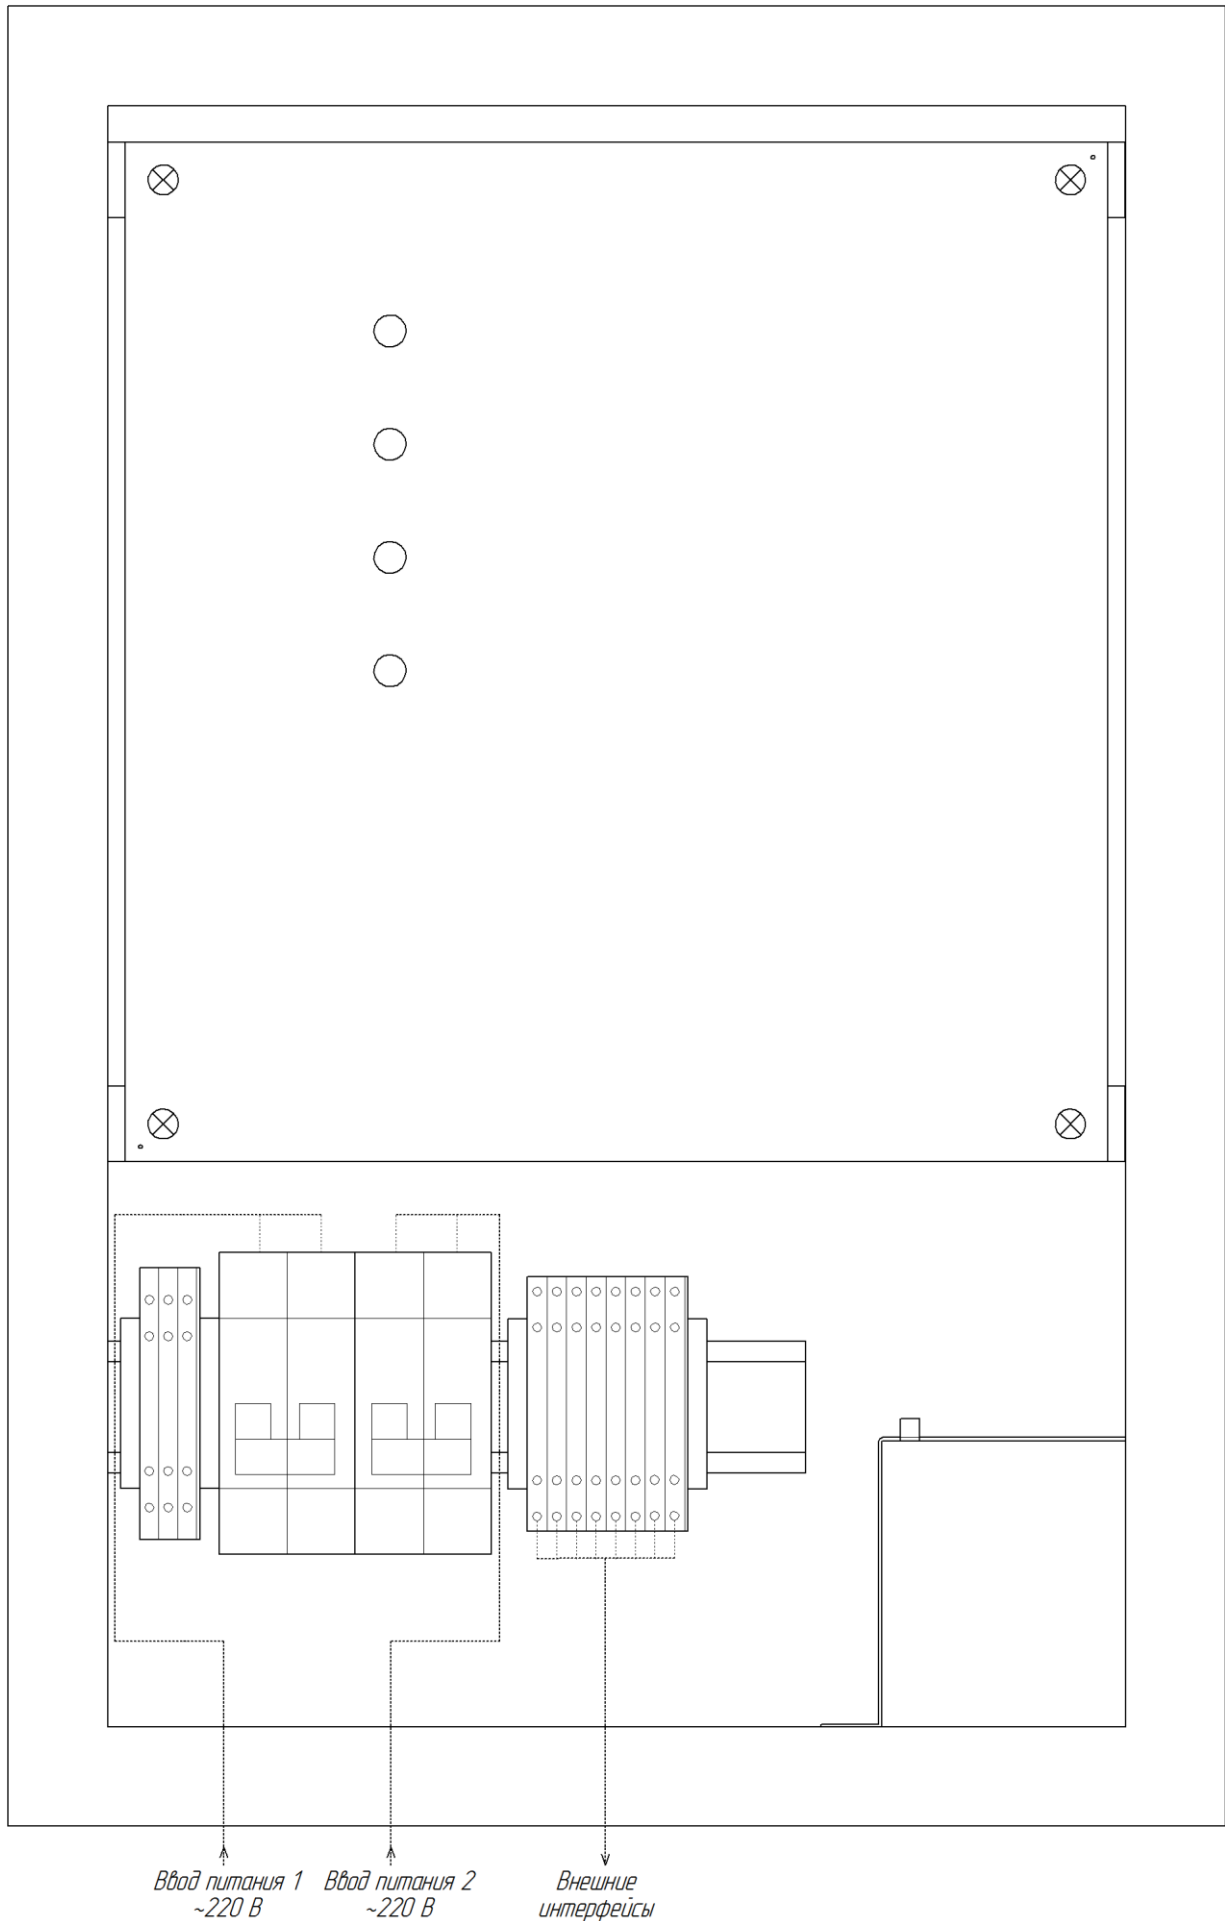 Ввод питания 1
~220 В
Ввод питания 2
~220 В
Внешние
интерфейсы